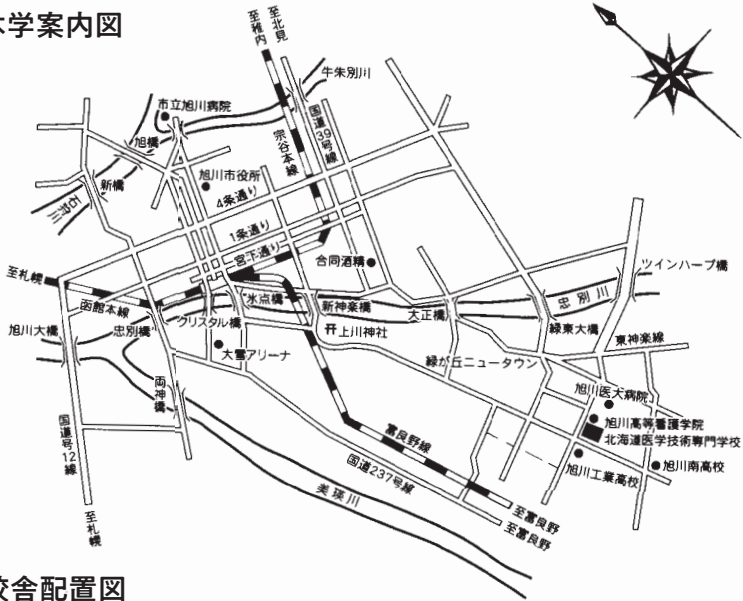 本学案内図
至北見
至稚内
牛朱別川
市立旭川病院
国道39号線
旭橋
宗谷本線
新橋
旭川市役所
石狩川
4条通り
1条通り
宮下通り
合同酒精
ツインハープ橋
至札幌
函館本線
氷点橋
新神楽橋
忠別川
旭川大橋
忠別橋
クリスタル橋
大正橋
緑東大橋
上川神社
東神楽線
大雪アリーナ
緑が丘ニュータウン
両神橋
旭川医大病院
旭川高等看護学院
国道号12線
富良野線
北海道医学技術専門学校
国道237号線
旭川工業高校
旭川南高校
美瑛川
至富良野
至札幌
至富良野
校舎配置図